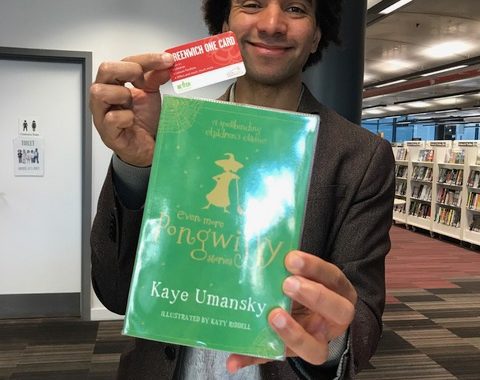 GREENWICH ONE CARD
TOILET
a spellbinding
children's classic
even more
Pongwiffy
stories
Kaye Umansky
ILLUSTRATED BY KATY RIDDELL